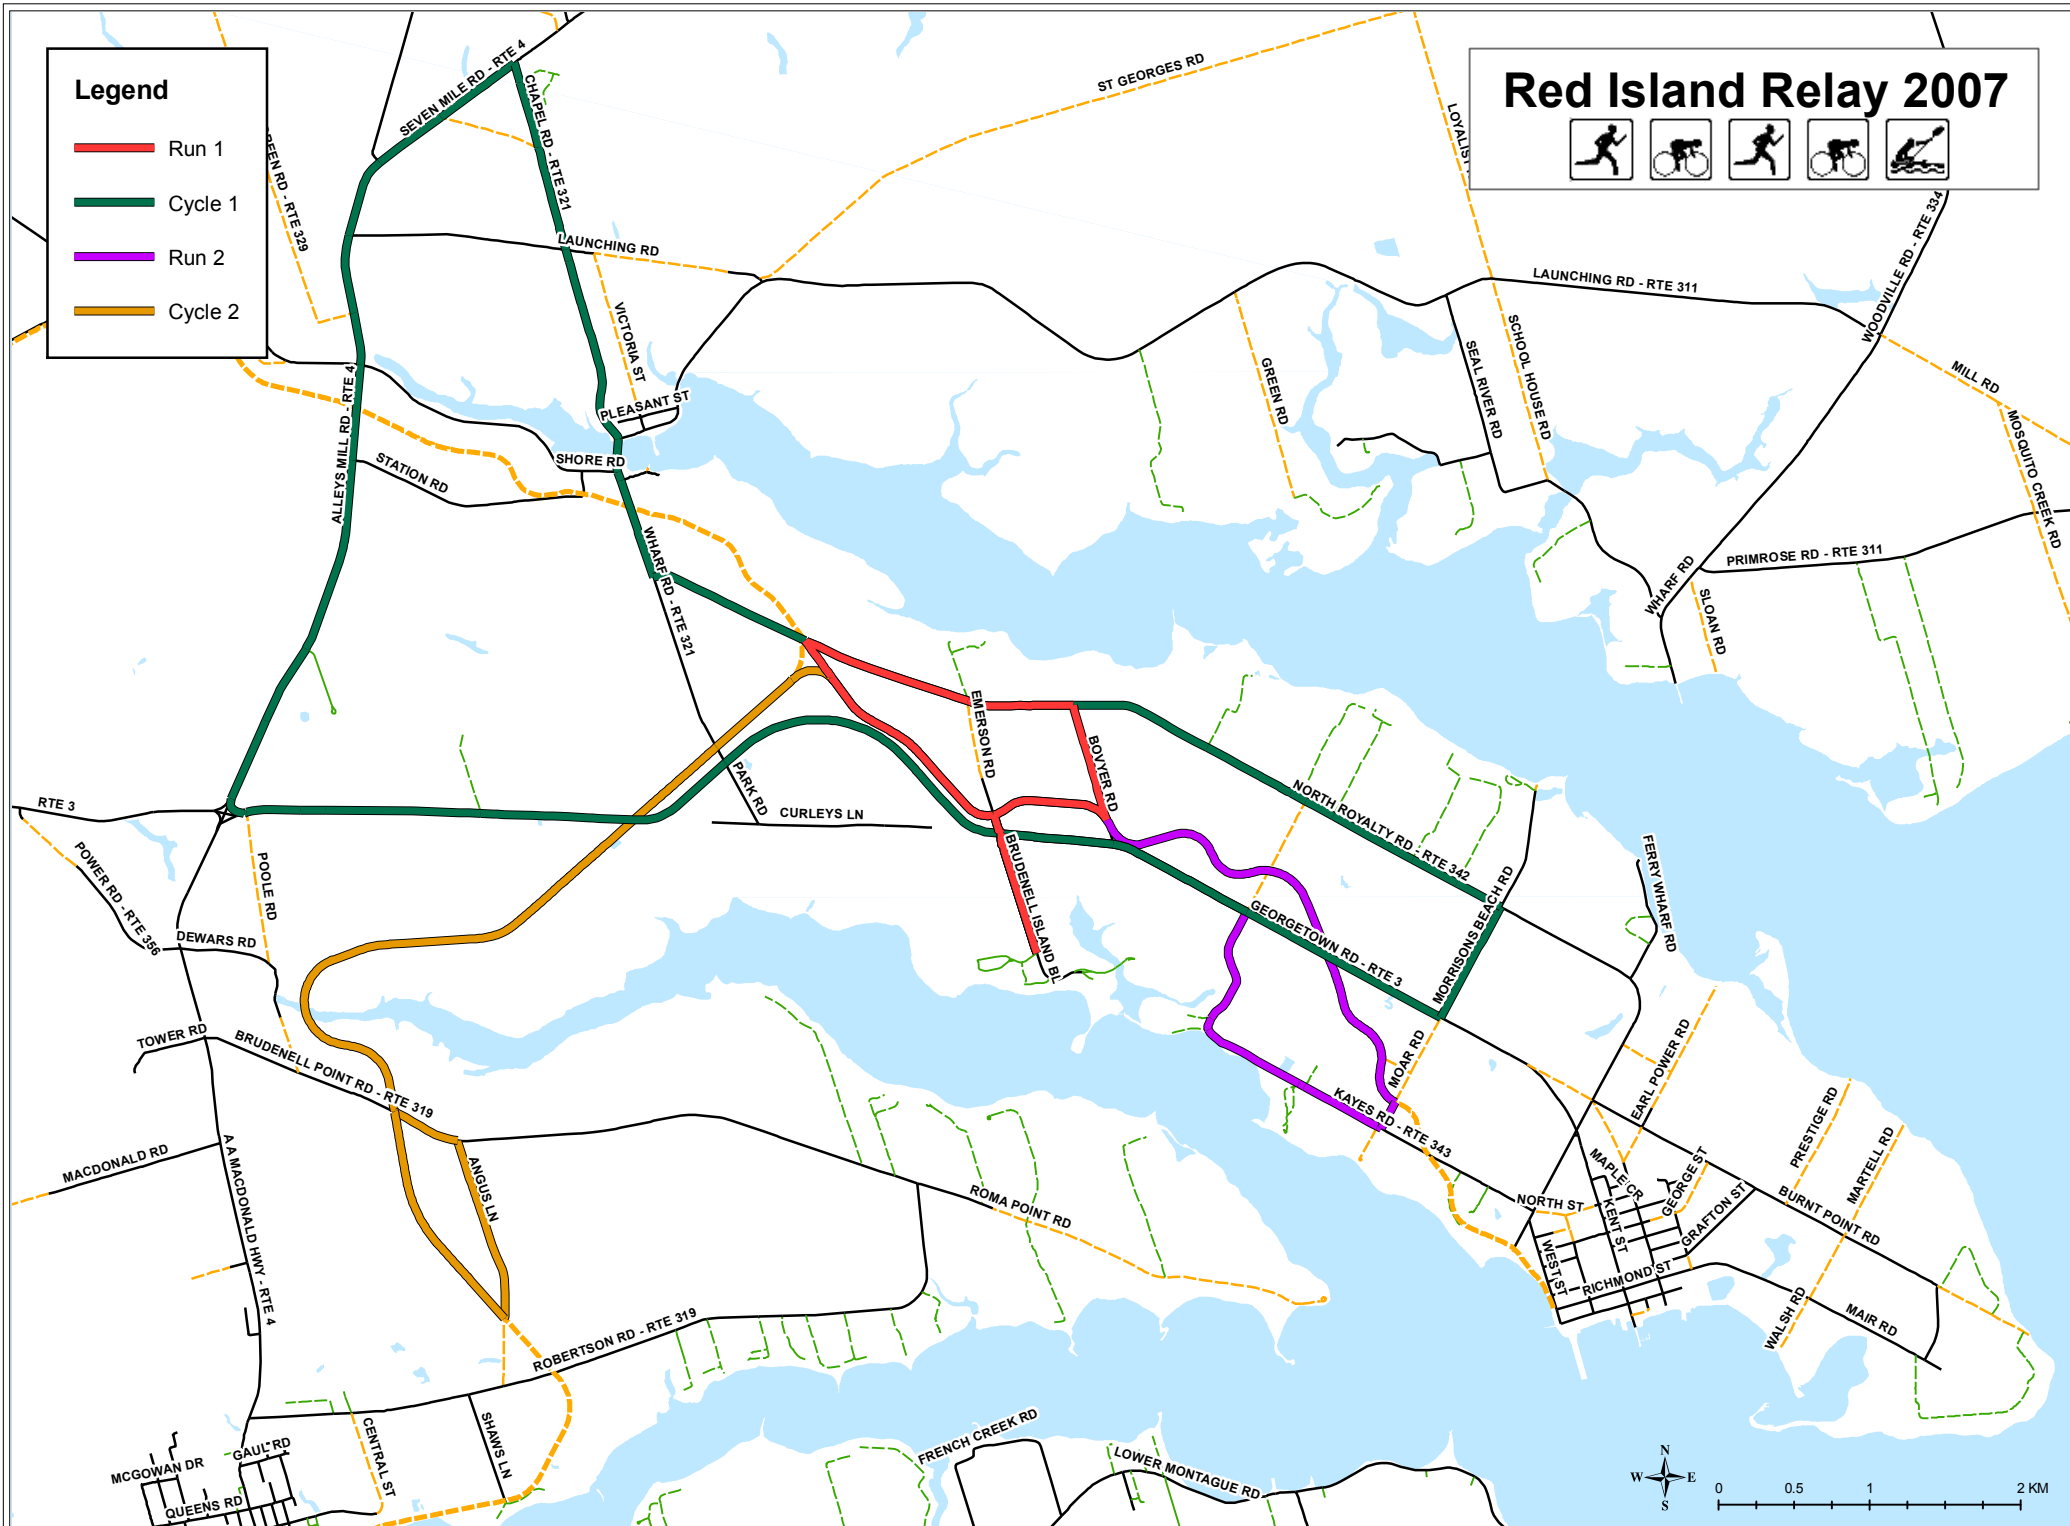 Legend
Run 1
Cycle 1
Run 2
Cycle 2
Red Island Relay 2007
SEVEN MILE RD - RTE 4
CHAPEL RD - RTE 321
ST GEORGES RD
RTE 329
LAUNCHING RD
LAUNCHING RD - RTE 311
WOODVILLE RD - RTE 334
VICTORIA ST
PLEASANT ST
SHORE RD
STATION RD
ALLEYS MILL RD - RTE 4
GREEN RD
SEAL RIVER RD
SCHOOL HOUSE RD
MILL RD
MOSQUITO CREEK RD
PRIMROSE RD - RTE 311
WHARF RD
SLOAN RD
WHARF RD - RTE 321
EMERSON RD
BOVYER RD
PARK RD
CURLEYS LN
NORTH ROYALTY RD - RTE 342
RTE 3
POWER RD - RTE 356
POOLE RD
DEWARS RD
BRUDENELL ISLAND BL
GEORGETOWN RD - RTE 3
MORRISONS BEACH RD
FERRY WHARF RD
TOWER RD
BRUDENELL POINT RD - RTE 319
MOAR RD
EARL POWER RD
KAYES RD - RTE 343
PRESTIGE RD
MARTELL RD
MACDONALD RD
A A MACDONALD HWY - RTE 4
ANGUS LN
ROMA POINT RD
MAPLE CR
GEORGE ST
NORTH ST
KENT ST
GRAFTON ST
BURNT POINT RD
WEST ST
RICHMOND ST
WALSH RD
MAIR RD
ROBERTSON RD - RTE 319
SHAWS LN
CENTRAL ST
GAUL RD
MCGOWAN DR
QUEENS RD
FRENCH CREEK RD
LOWER MONTAGUE RD
N
W E
S
0 0.5 1 2 KM